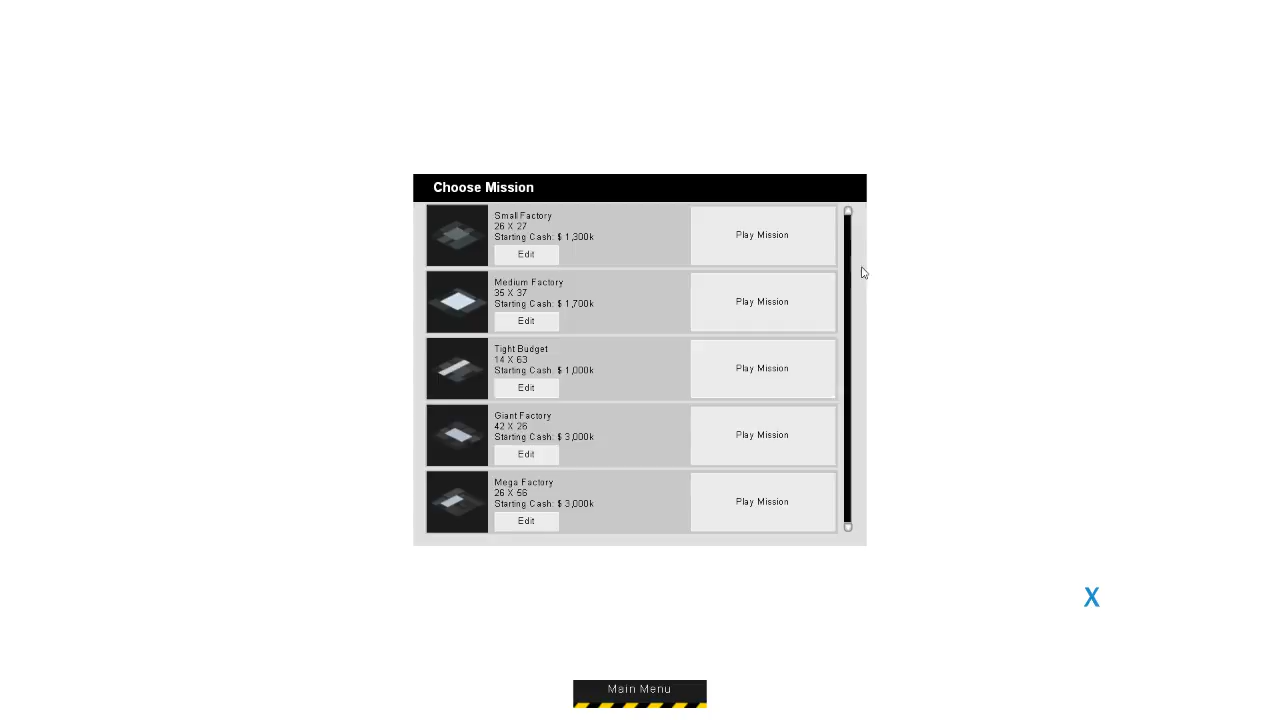 Choose Mission
Small Factory
26 X 27
Starting Cash: $ 1,300k
Edit
Play Mission
Medium Factory
35 X 37
Starting Cash: $ 1,700k
Edit
Play Mission
Tight Budget
14 X 63
Starting Cash: $ 1,000k
Edit
Play Mission
Giant Factory
42 X 26
Starting Cash: $ 3,000k
Edit
Play Mission
Mega Factory
26 X 56
Starting Cash: $ 3,000k
Edit
Play Mission
X
Main Menu